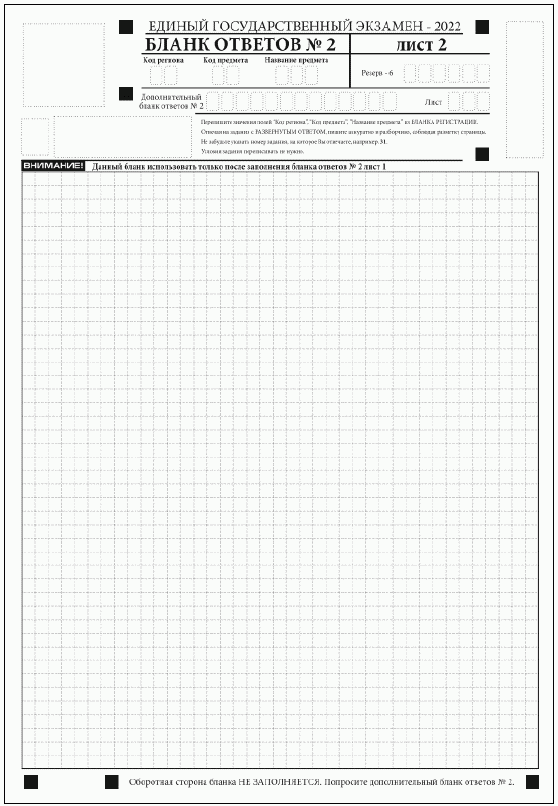 ЕДИНЫЙ ГОСУДАРСТВЕННЫЙ ЭКЗАМЕН - 2022
БЛАНК ОТВЕТОВ № 2
лист 2
Код региона
Код предмета
Название предмета
Резерв - 6
Дополнительный
бланк ответов № 2
Лист
Перепишите значения полей "Код региона", "Код предмета", "Название предмета" из БЛАНКА РЕГИСТРАЦИИ.
Отвечая на задания с РАЗВЕРНУТЫМ ОТВЕТОМ, пишите аккуратно и разборчиво, соблюдая разметку страницы.
Не забудьте указать номер задания, на которое Вы отвечаете, например, 31.
Условия задания переписывать не нужно.
ВНИМАНИЕ!
Данный бланк использовать только после заполнения бланка ответов № 2 лист 1
Оборотная сторона бланка НЕ ЗАПОЛНЯЕТСЯ. Попросите дополнительный бланк ответов № 2.